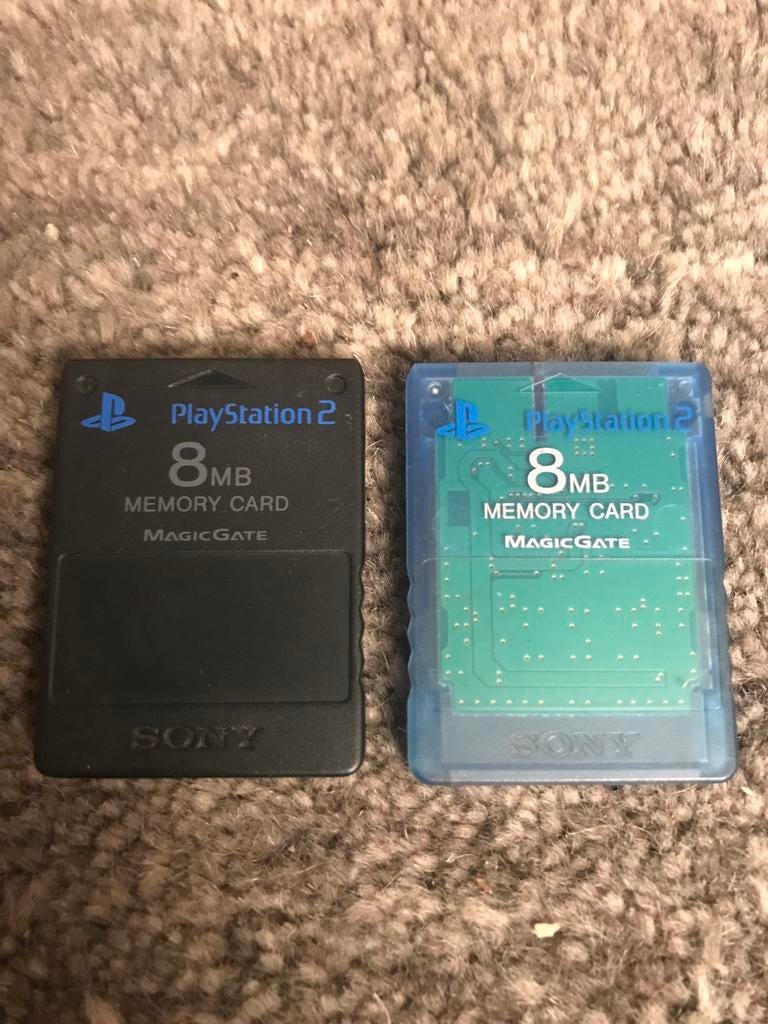 PlayStation 2
8MB
MEMORY CARD
MAGICGATE
SONY
PlayStation 2
8MB
MEMORY CARD
MAGICGATE
SONY